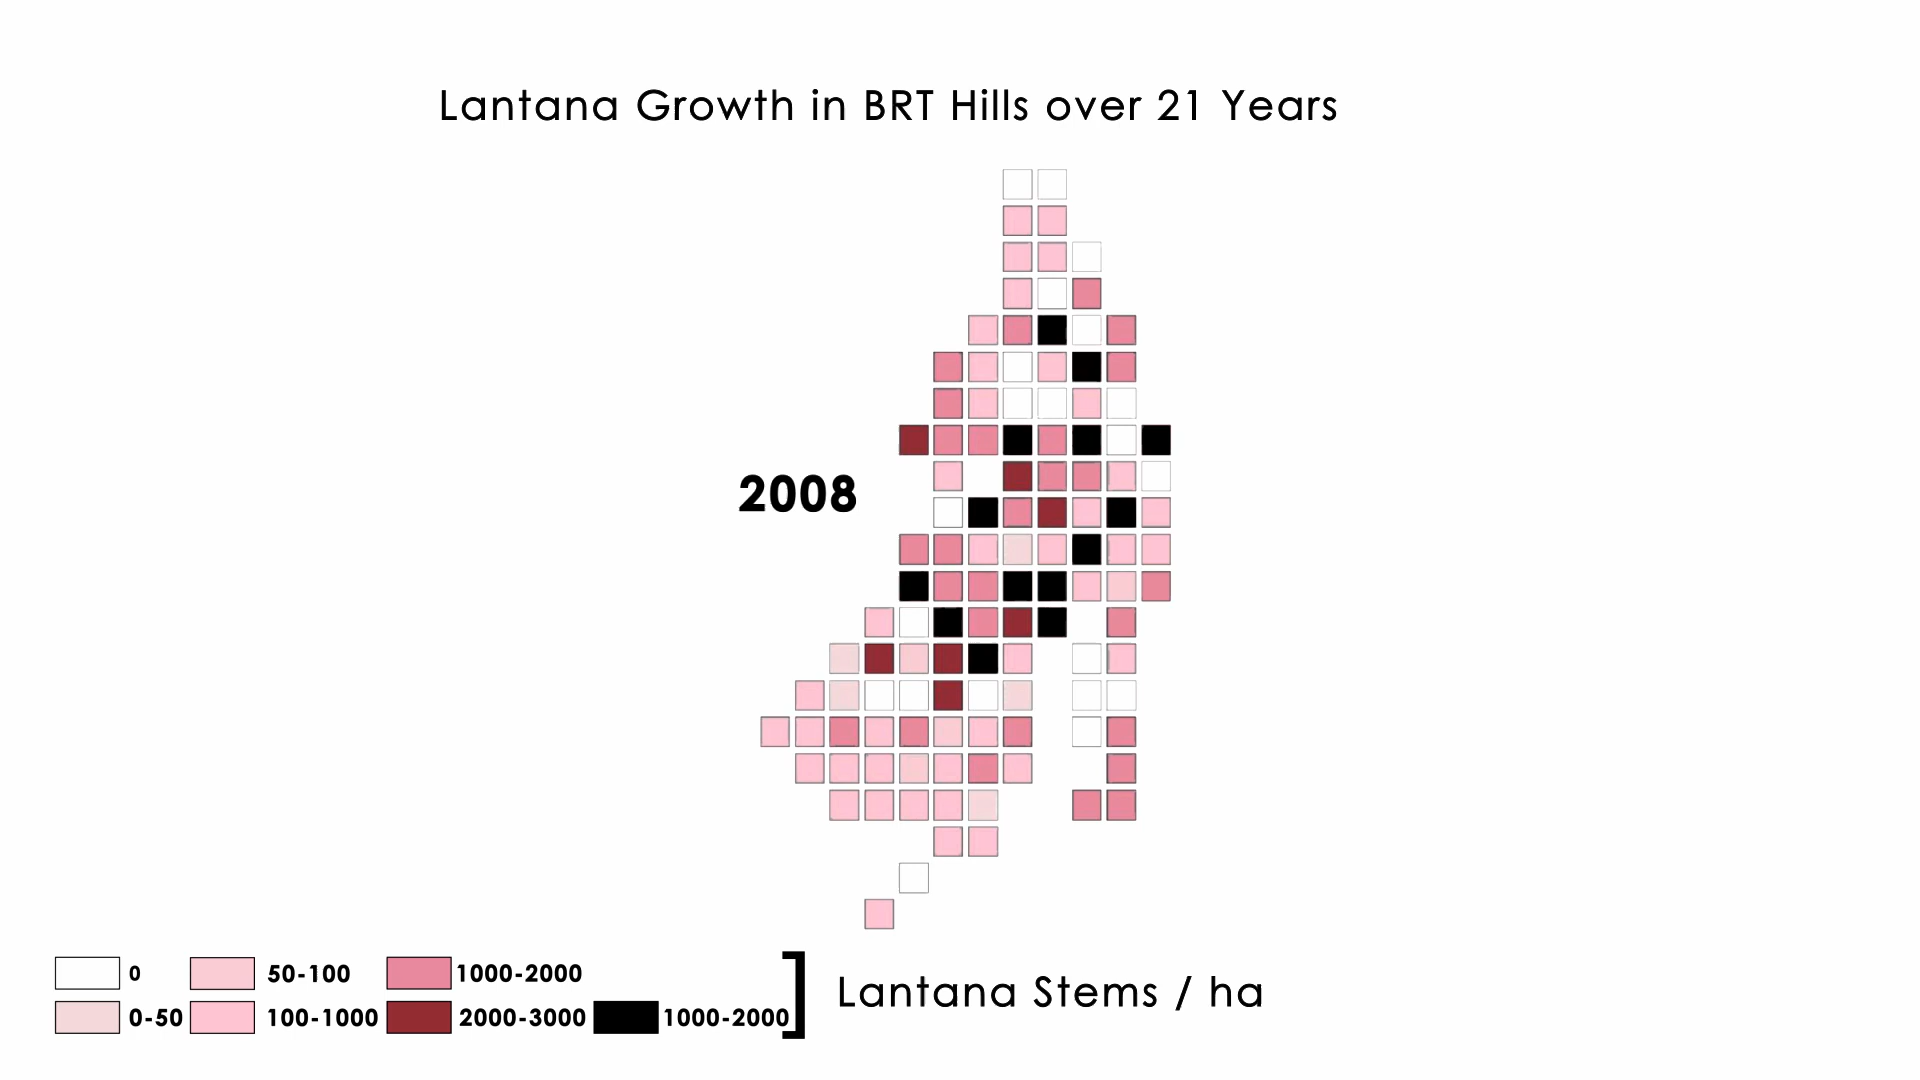 Lantana Growth in BRT Hills over 21 Years
2008
0 50-100 1000-2000
0-50 100-1000 2000-3000 1000-2000
Lantana Stems / ha